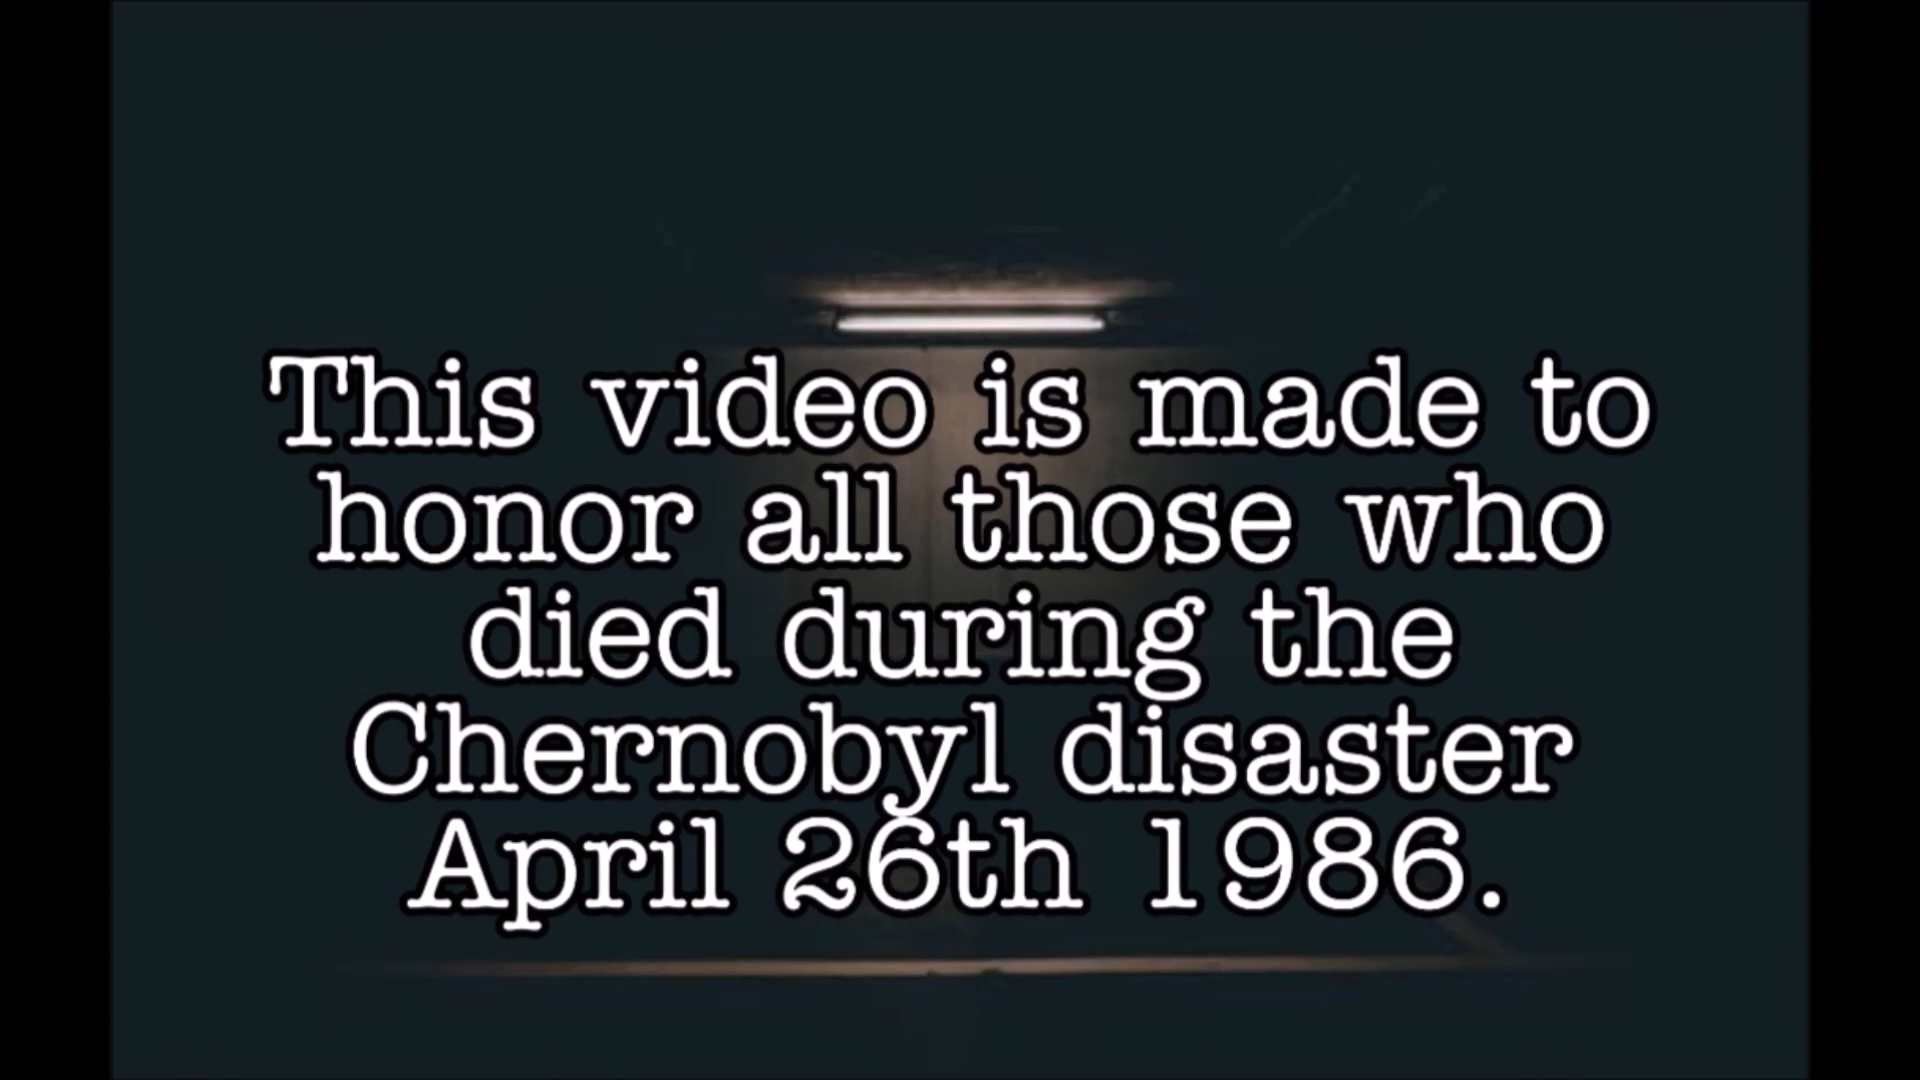 This video is made to
honor all those who
died during the
Chernobyl disaster
April 26th 1986.